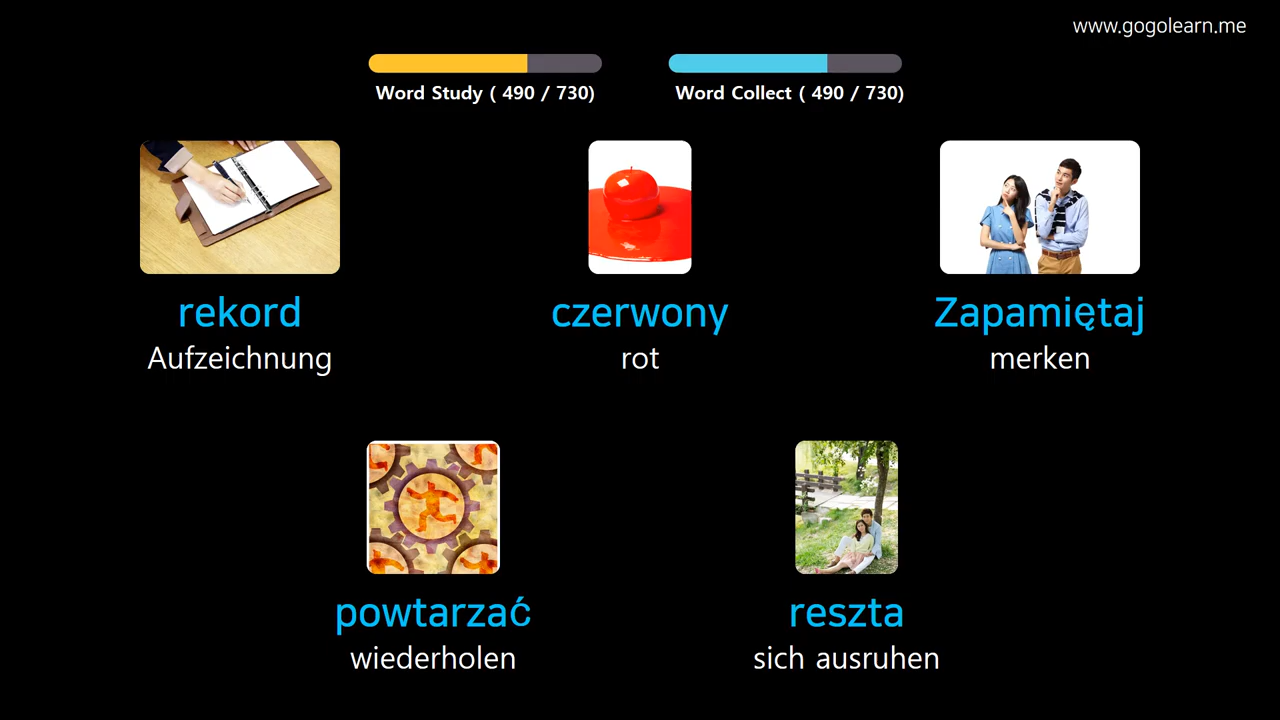 www.gogolearn.me
Word Study ( 490 / 730)
Word Collect ( 490 / 730)
rekord
Aufzeichnung
czerwony
rot
Zapamiętaj
merken
powtarzać
wiederholen
reszta
sich ausruhen